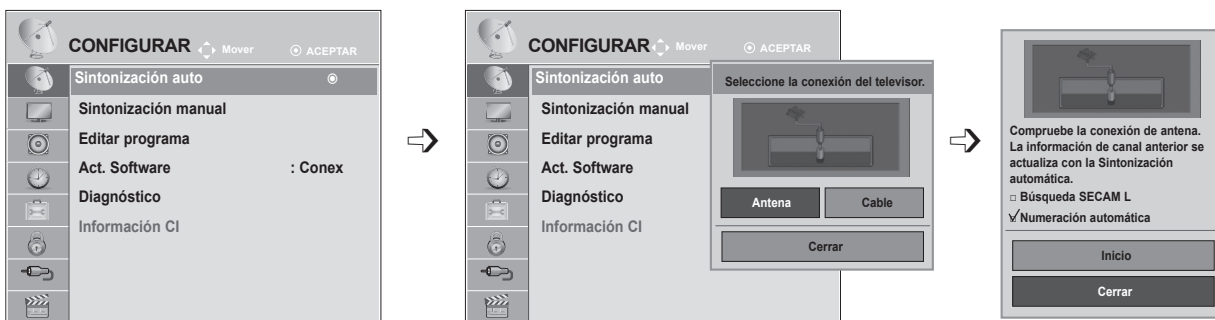 CONFIGURAR Mover ACEPTAR
Sintonización auto
Sintonización manual
Editar programa
Act. Software : Conex
Diagnóstico
Información CI
CONFIGURAR Mover ACEPTAR
Sintonización auto
Sintonización manual
Editar programa
Act. Software
Diagnóstico
Información CI
Seleccione la conexión del televisor.
Antena Cable
Cerrar
Compruebe la conexión de antena.
La información de canal anterior se
actualiza con la Sintonización
automática.
□ Búsqueda SECAM L
Numeración automática
Inicio
Cerrar